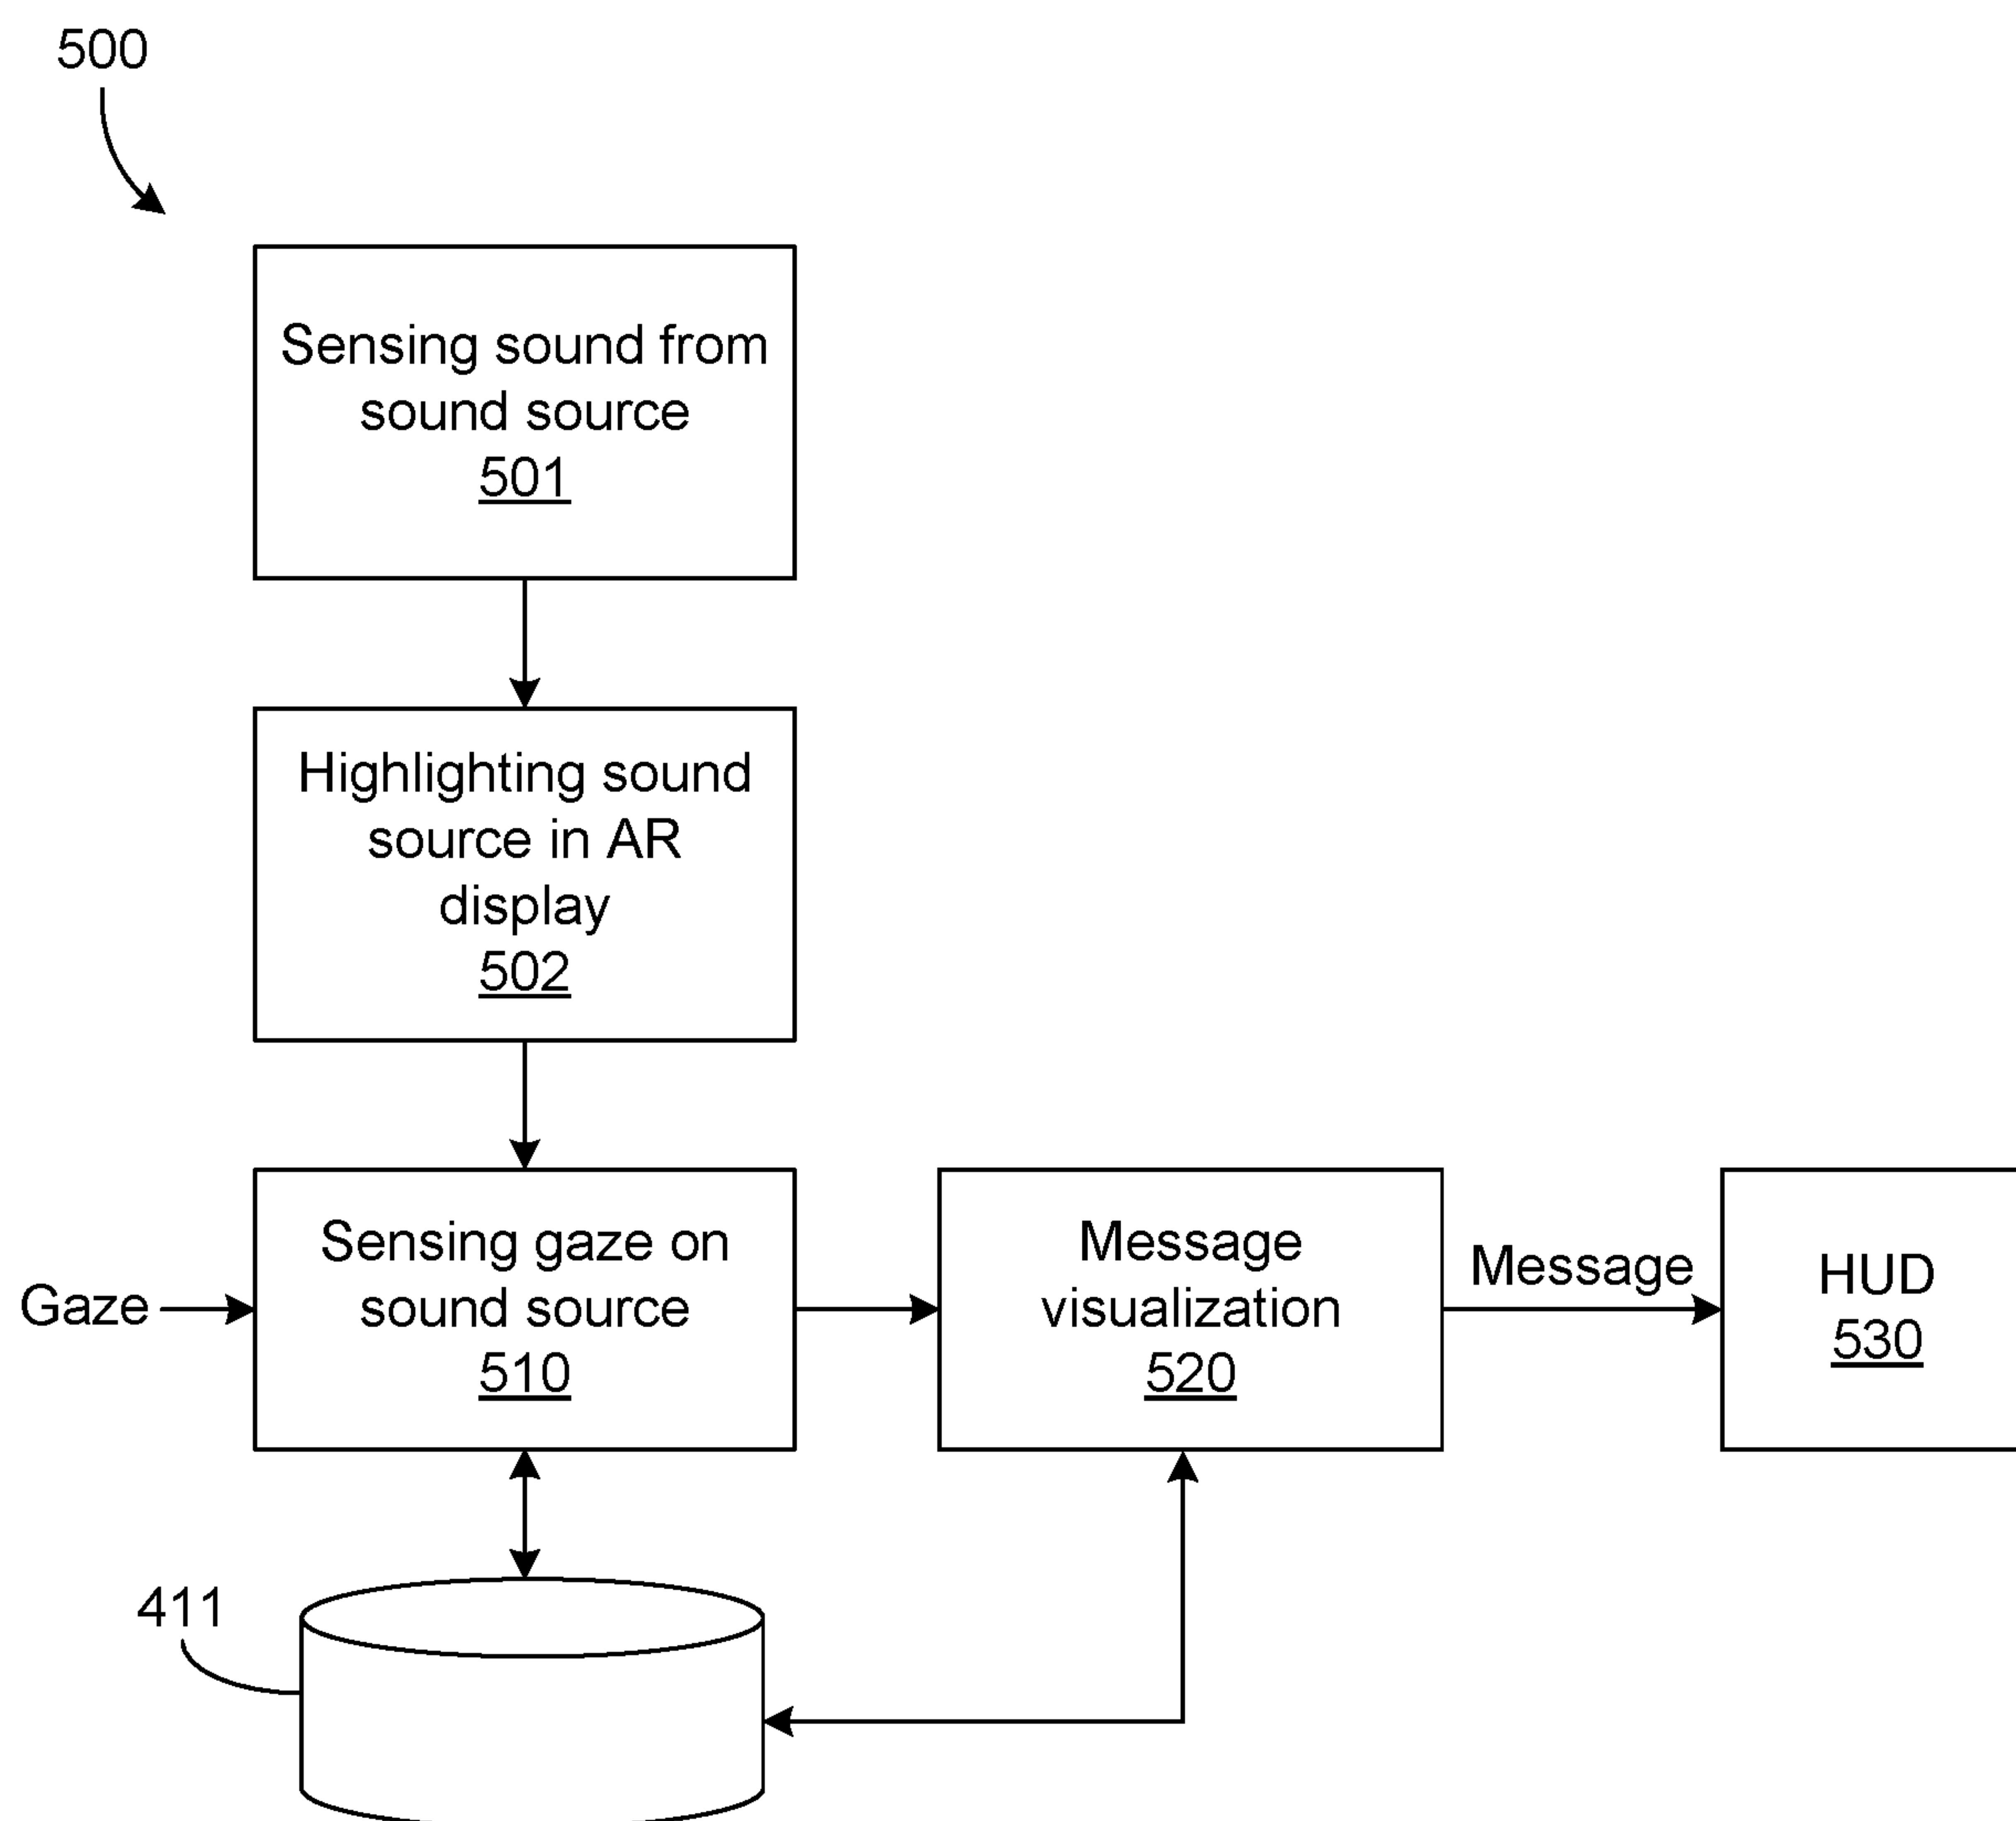 500
Sensing sound from
sound source
501
Highlighting sound
source in AR
display
502
Gaze
Sensing gaze on
sound source
510
Message
visualization
520
Message
HUD
530
411